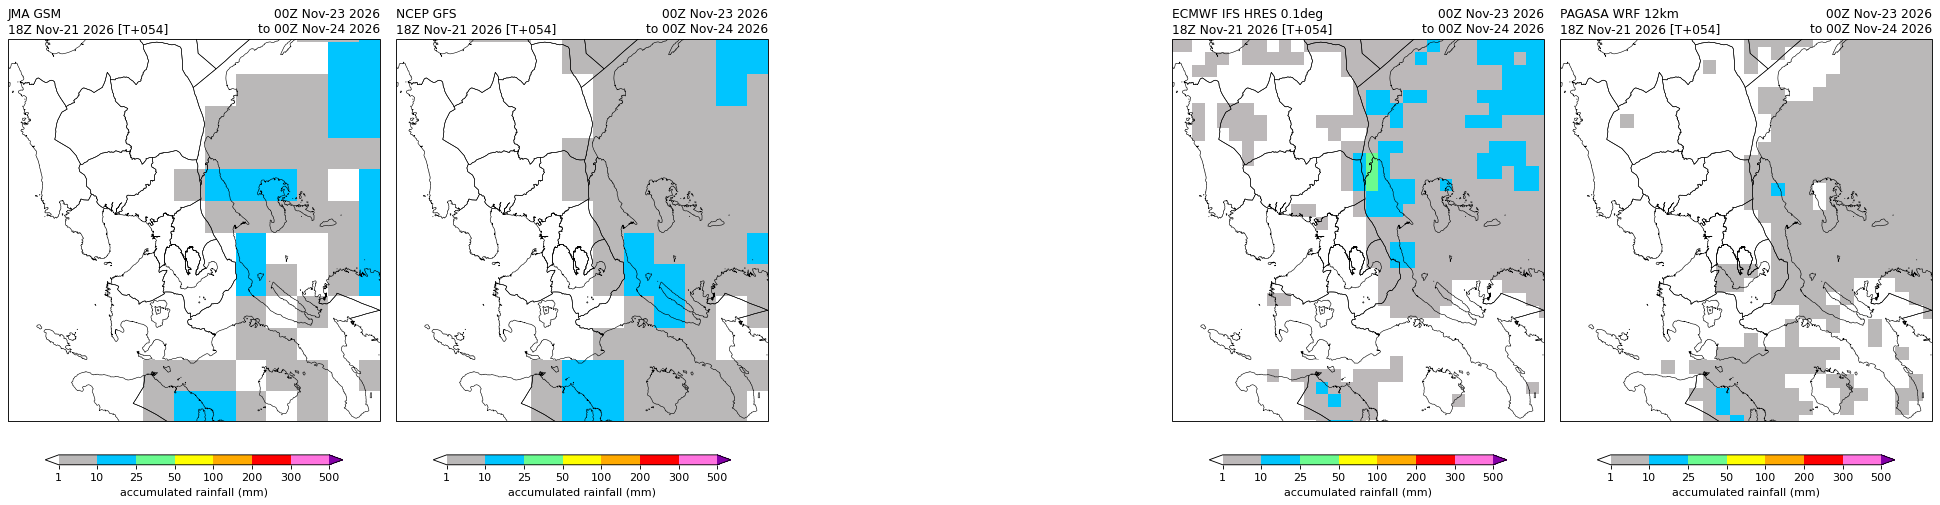 JMA GSM 00Z Nov-23 2026
18Z Nov-21 2026 [T+054] to 00Z Nov-24 2026
1 10 25 50 100 200 300 500
accumulated rainfall (mm)
NCEP GFS 00Z Nov-23 2026
18Z Nov-21 2026 [T+054] to 00Z Nov-24 2026
1 10 25 50 100 200 300 500
accumulated rainfall (mm)
ECMWF IFS HRES 0.1deg 00Z Nov-23 2026
18Z Nov-21 2026 [T+054] to 00Z Nov-24 2026
1 10 25 50 100 200 300 500
accumulated rainfall (mm)
PAGASA WRF 12km 00Z Nov-23 2026
18Z Nov-21 2026 [T+054] to 00Z Nov-24 2026
1 10 25 50 100 200 300 500
accumulated rainfall (mm)